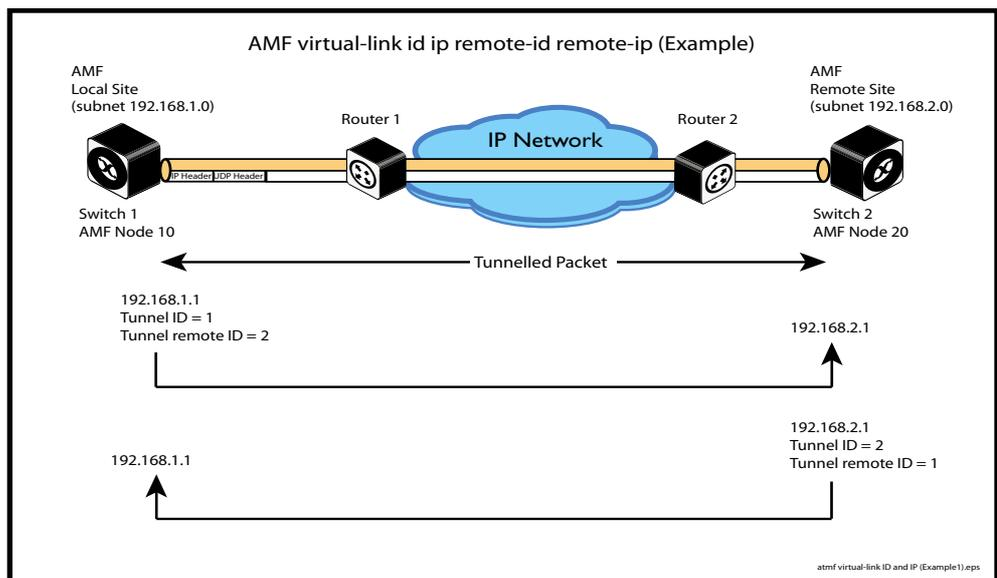 AMF virtual-link id ip remote-id remote-ip (Example)
AMF
Local Site
(subnet 192.168.1.0)
AMF
Remote Site
(subnet 192.168.2.0)
Router 1
IP Network
Router 2
IP Header
UDP Header
Switch 1
AMF Node 10
Switch 2
AMF Node 20
Tunnelled Packet
192.168.1.1
Tunnel ID = 1
Tunnel remote ID = 2
192.168.2.1
192.168.2.1
Tunnel ID = 2
Tunnel remote ID = 1
192.168.1.1
atmf virtual-link ID and IP (Example1).eps